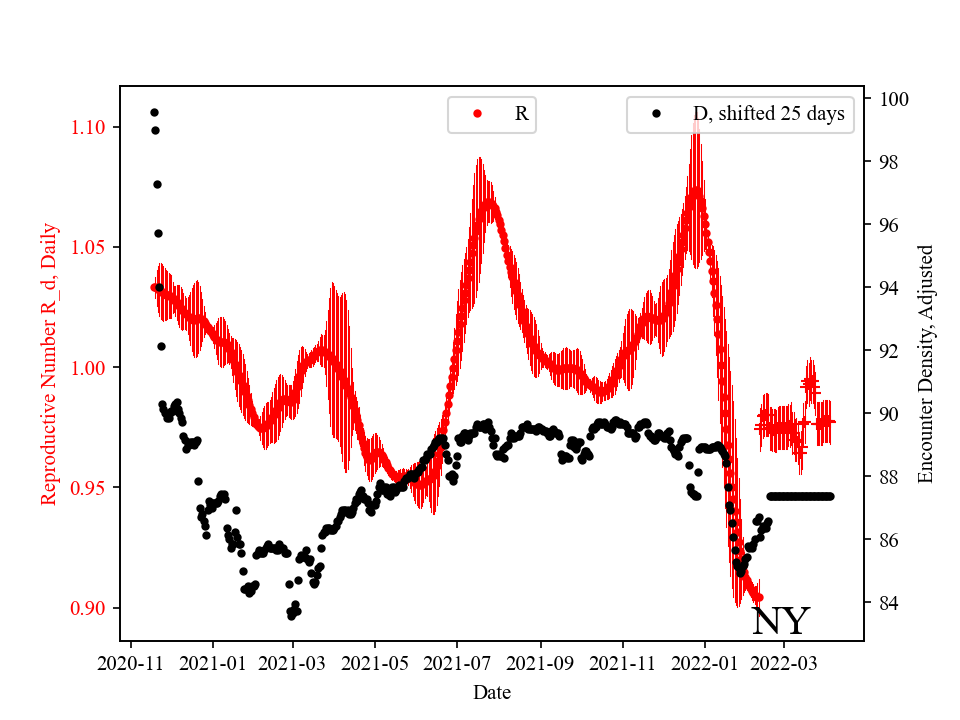 R
D, shifted 25 days
Reproductive Number R_d, Daily
1.10
1.05
1.00
0.95
0.90
100
98
96
94
92
90
88
86
84
Encounter Density, Adjusted
NY
2020-11 2021-01 2021-03 2021-05 2021-07 2021-09 2021-11 2022-01 2022-03
Date